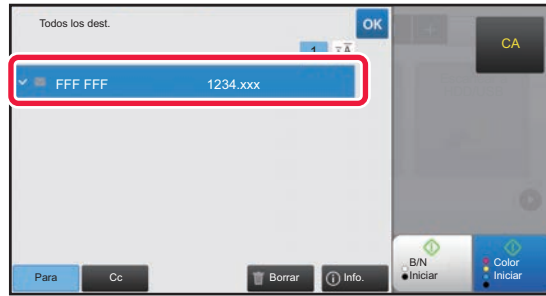 Todos los dest.
OK
CA
1
FFF FFF 1234.xxx
Para Cc Borrar Info.
B/N
Iniciar
Color
Iniciar